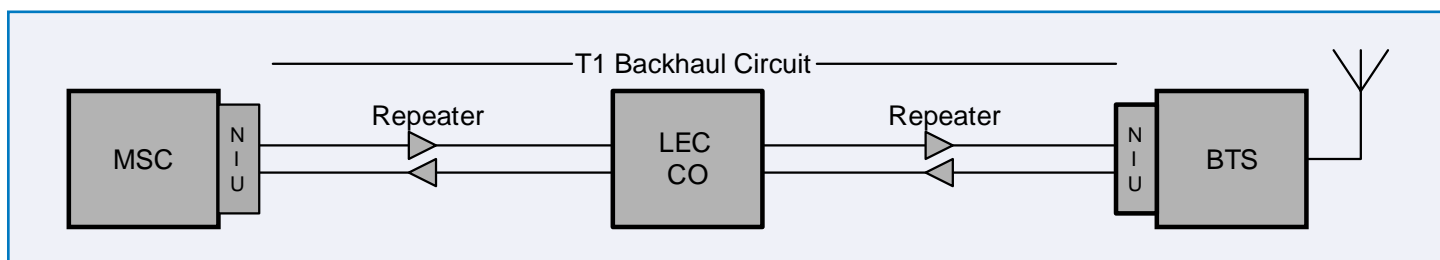 T1 Backhaul Circuit
Repeater
Repeater
MSC
N
I
U
LEC
CO
N
I
U
BTS